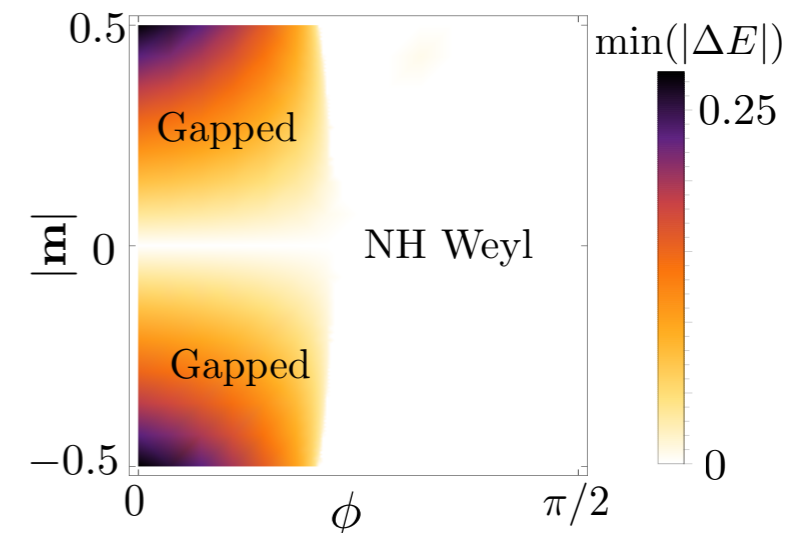 0.5
min(|ΔE|)
0.25
Gapped
|m|
0
NH Weyl
Gapped
−0.5
0
0
ϕ
π/2